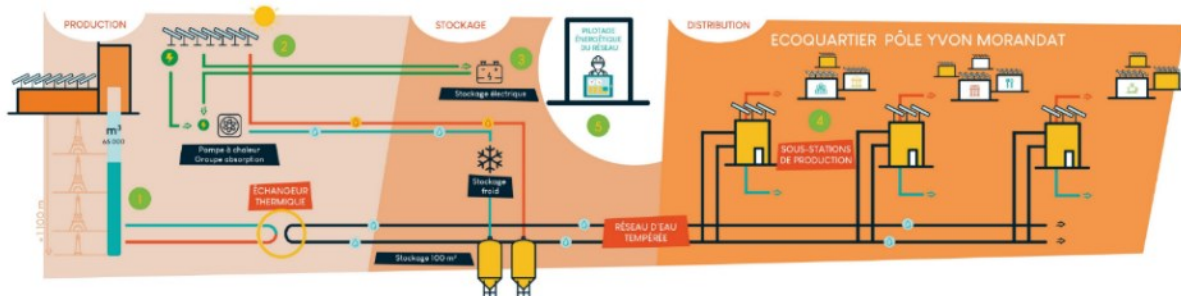 PRODUCTION
STOCKAGE
PILOTAGE
ÉNERGÉTIQUE
DU RÉSEAU
DISTRIBUTION
ECOQUARTIER PÔLE YVON MORANDAT
2
3
Stockage électrique
5
4
SOUS-STATIONS
DE PRODUCTION
m³
65 000
Pompe à chaleur
Groupe absorption
Stockage
froid
1
ÉCHANGEUR
THERMIQUE
RÉSEAU D'EAU
TEMPÉRÉE
Stockage 100 m³